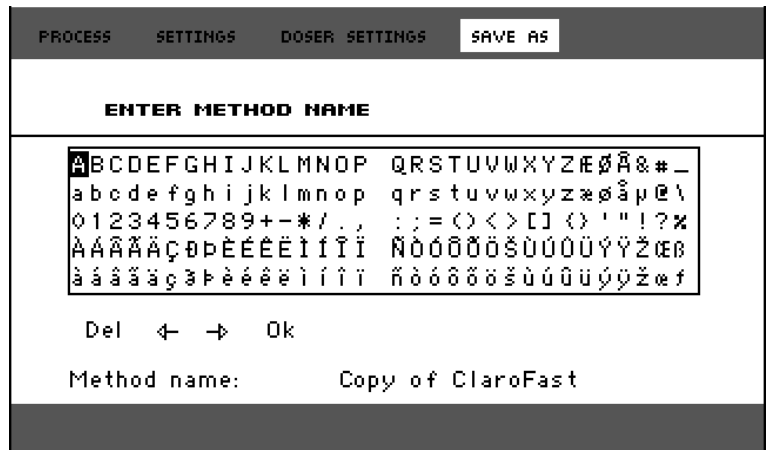 PROCESS SETTINGS DOSER SETTINGS SAVE AS
ENTER METHOD NAME
ABCDEFGHIJKLMNOP QRSTUVWXYZÆØÅ&#_
abcdefghijklmnop qrstuvwxyzæøåµ@\
0123456789+-*/., :;=()<>[]{}'"!?%
ÀÁÂÃÄÇÐÞÈÉÊËÌÍÎÏ ÑÒÓÔÕÖŠÙÚÛÜÝŸŽŒß
àáâãäçðþèéêëìíîï ñòóôõöšùúûüýÿžœƒ
Del ← → Ok
Method name: Copy of ClaroFast